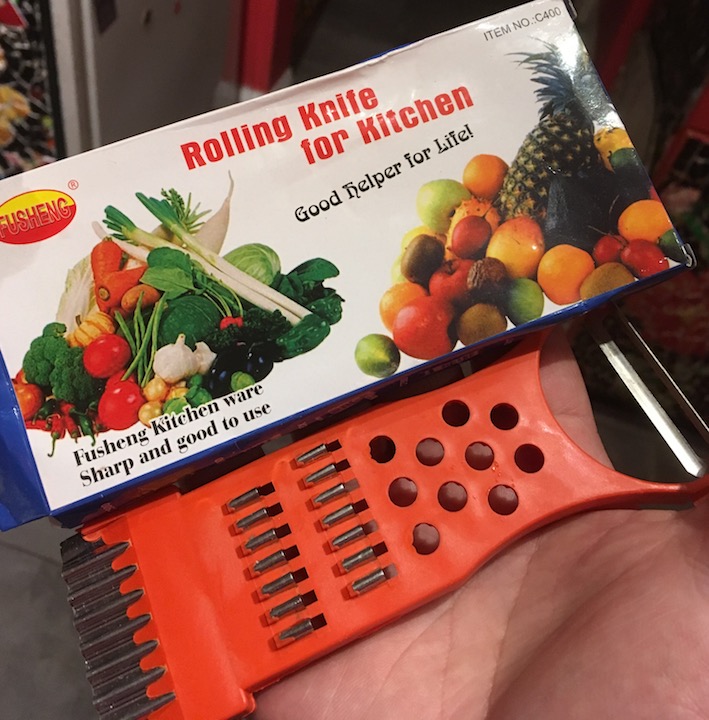 ITEM NO.:C400
Rolling Knife
for Kitchen
Good Helper for Life!
FUSHENG®
Fusheng Kitchen ware
Sharp and good to use